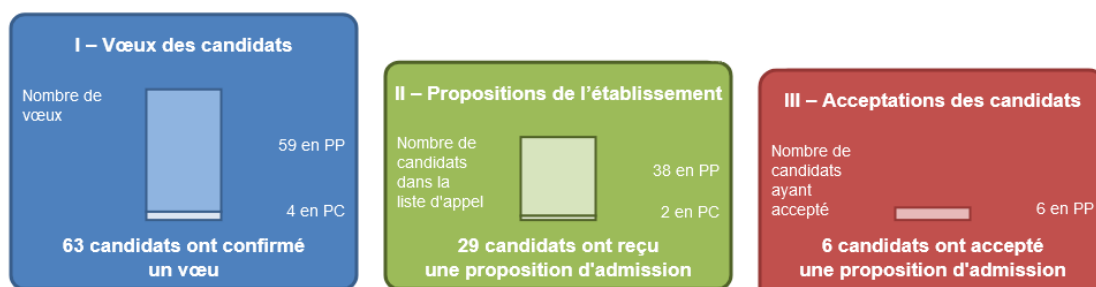 I – Vœux des candidats
Nombre de
vœux
59 en PP
4 en PC
63 candidats ont confirmé
un vœu
II – Propositions de l'établissement
Nombre de
candidats
dans la
liste d'appel
38 en PP
2 en PC
29 candidats ont reçu
une proposition d'admission
III – Acceptations des candidats
Nombre de
candidats
ayant
accepté
6 en PP
6 candidats ont accepté
une proposition d'admission